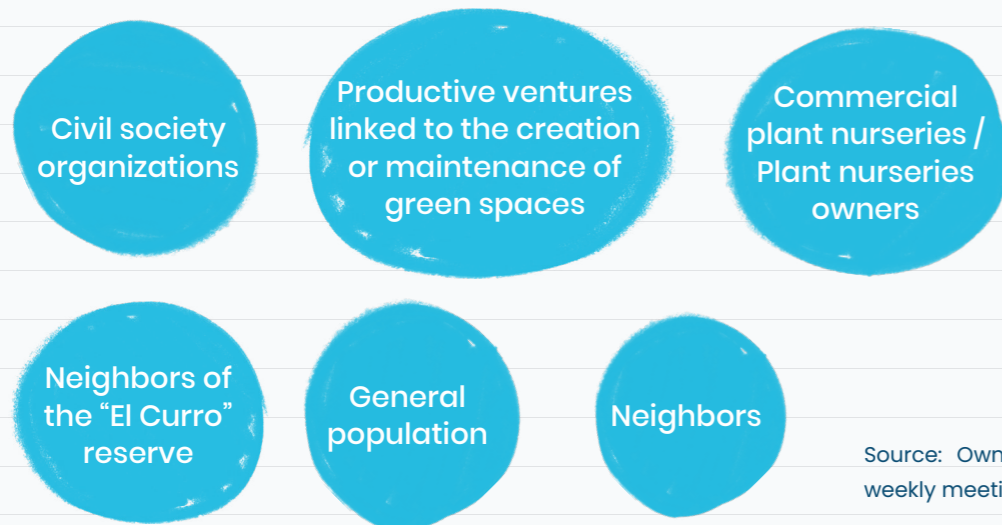 Civil society
organizations
Productive ventures
linked to the creation
or maintenance of
green spaces
Commercial
plant nurseries /
Plant nurseries
owners
Neighbors of
the “El Curro”
reserve
General
population
Neighbors
Source: Own
weekly